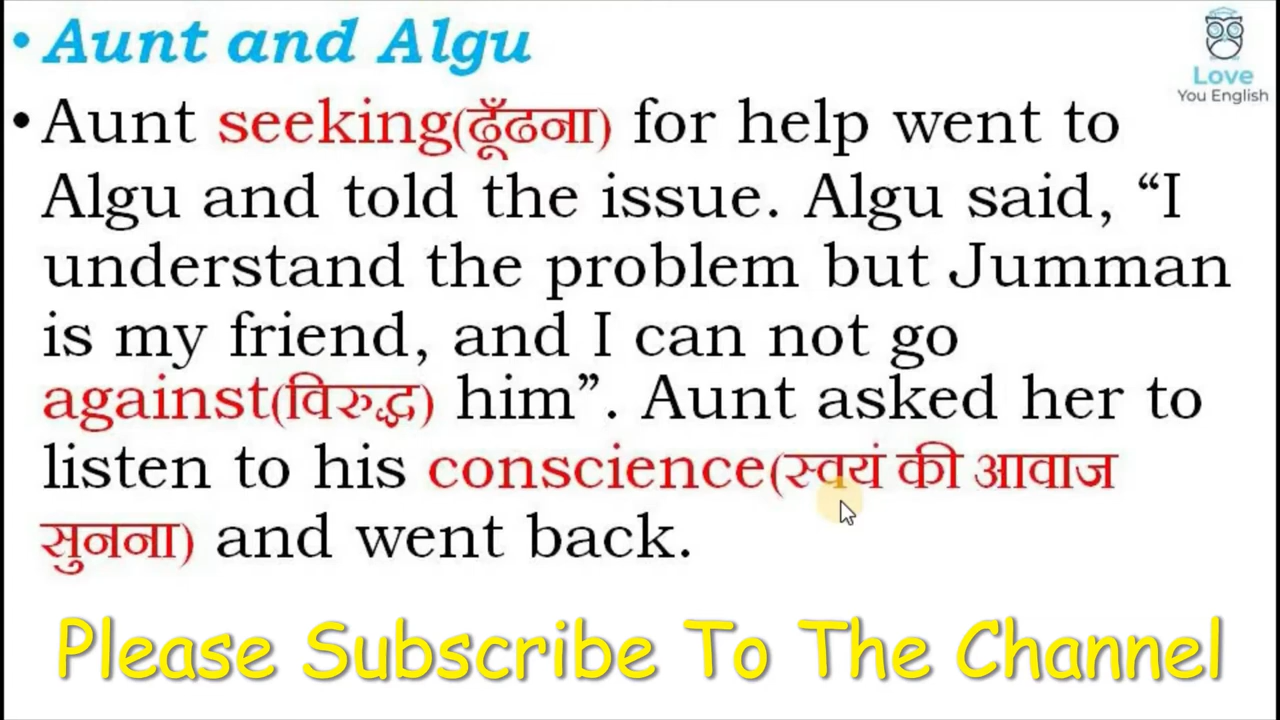 • Aunt and Algu
Love
You English
• Aunt seeking(ढूँढना) for help went to
Algu and told the issue. Algu said, “I
understand the problem but Jumman
is my friend, and I can not go
against(विरुद्ध) him”. Aunt asked her to
listen to his conscience(स्वयं की आवाज
सुनना) and went back.
Please Subscribe To The Channel